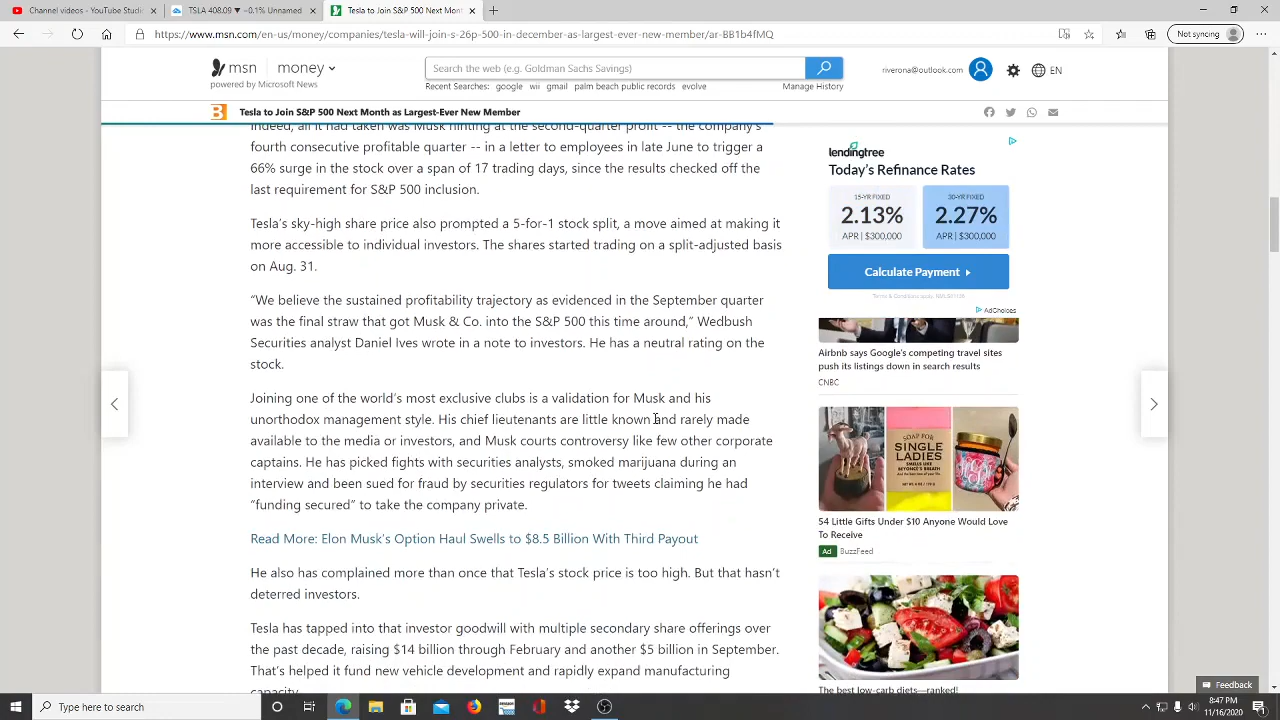 Channel videos - YouTube Studio
TSLA 408.09 ▼ −0.1% Unnamed
Tesla to Join S&P 500 Next Mont
https://www.msn.com/en-us/money/companies/tesla-will-join-s-26p-500-in-december-as-largest-ever-new-member/ar-BB1b4fMQ
Not syncing
msn
money
powered by Microsoft News
Search the web (e.g. Goldman Sachs Savings)
riverona@outlook.com
EN
Recent Searches: google wii gmail palm beach public records evolve
Manage History
Tesla to Join S&P 500 Next Month as Largest-Ever New Member
Indeed, all it had taken was Musk hinting at the second-quarter profit -- the company's
fourth consecutive profitable quarter -- in a letter to employees in late June to trigger a
66% surge in the stock over a span of 17 trading days, since the results checked off the
last requirement for S&P 500 inclusion.
Tesla's sky-high share price also prompted a 5-for-1 stock split, a move aimed at making it
more accessible to individual investors. The shares started trading on a split-adjusted basis
on Aug. 31.
“We believe the sustained profitability trajectory as evidenced in the September quarter
was the final straw that got Musk & Co. into the S&P 500 this time around,” Wedbush
Securities analyst Daniel Ives wrote in a note to investors. He has a neutral rating on the
stock.
Joining one of the world's most exclusive clubs is a validation for Musk and his
unorthodox management style. His chief lieutenants are little known and rarely made
available to the media or investors, and Musk courts controversy like few other corporate
captains. He has picked fights with securities analysts, smoked marijuana during an
interview and been sued for fraud by securities regulators for tweets claiming he had
“funding secured” to take the company private.
Read More: Elon Musk's Option Haul Swells to $8.5 Billion With Third Payout
He also has complained more than once that Tesla's stock price is too high. But that hasn't
deterred investors.
Tesla has tapped into that investor goodwill with multiple secondary share offerings over
the past decade, raising $14 billion through February and another $5 billion in September.
That's helped it fund new vehicle development and rapidly expand manufacturing
capacity.
lendingtree
Today's Refinance Rates
15-YR FIXED
2.13%
APR | $300,000
30-YR FIXED
2.27%
APR | $300,000
Calculate Payment
AdChoices
Airbnb says Google's competing travel sites
push its listings down in search results
CNBC
SOAP FOR
SINGLE
LADIES
SMELLS LIKE
BEYONCE'S BREATH
54 Little Gifts Under $10 Anyone Would Love
To Receive
Ad BuzzFeed
The best low-carb diets—ranked!
Feedback
Type here to search
8:47 PM
11/16/2020